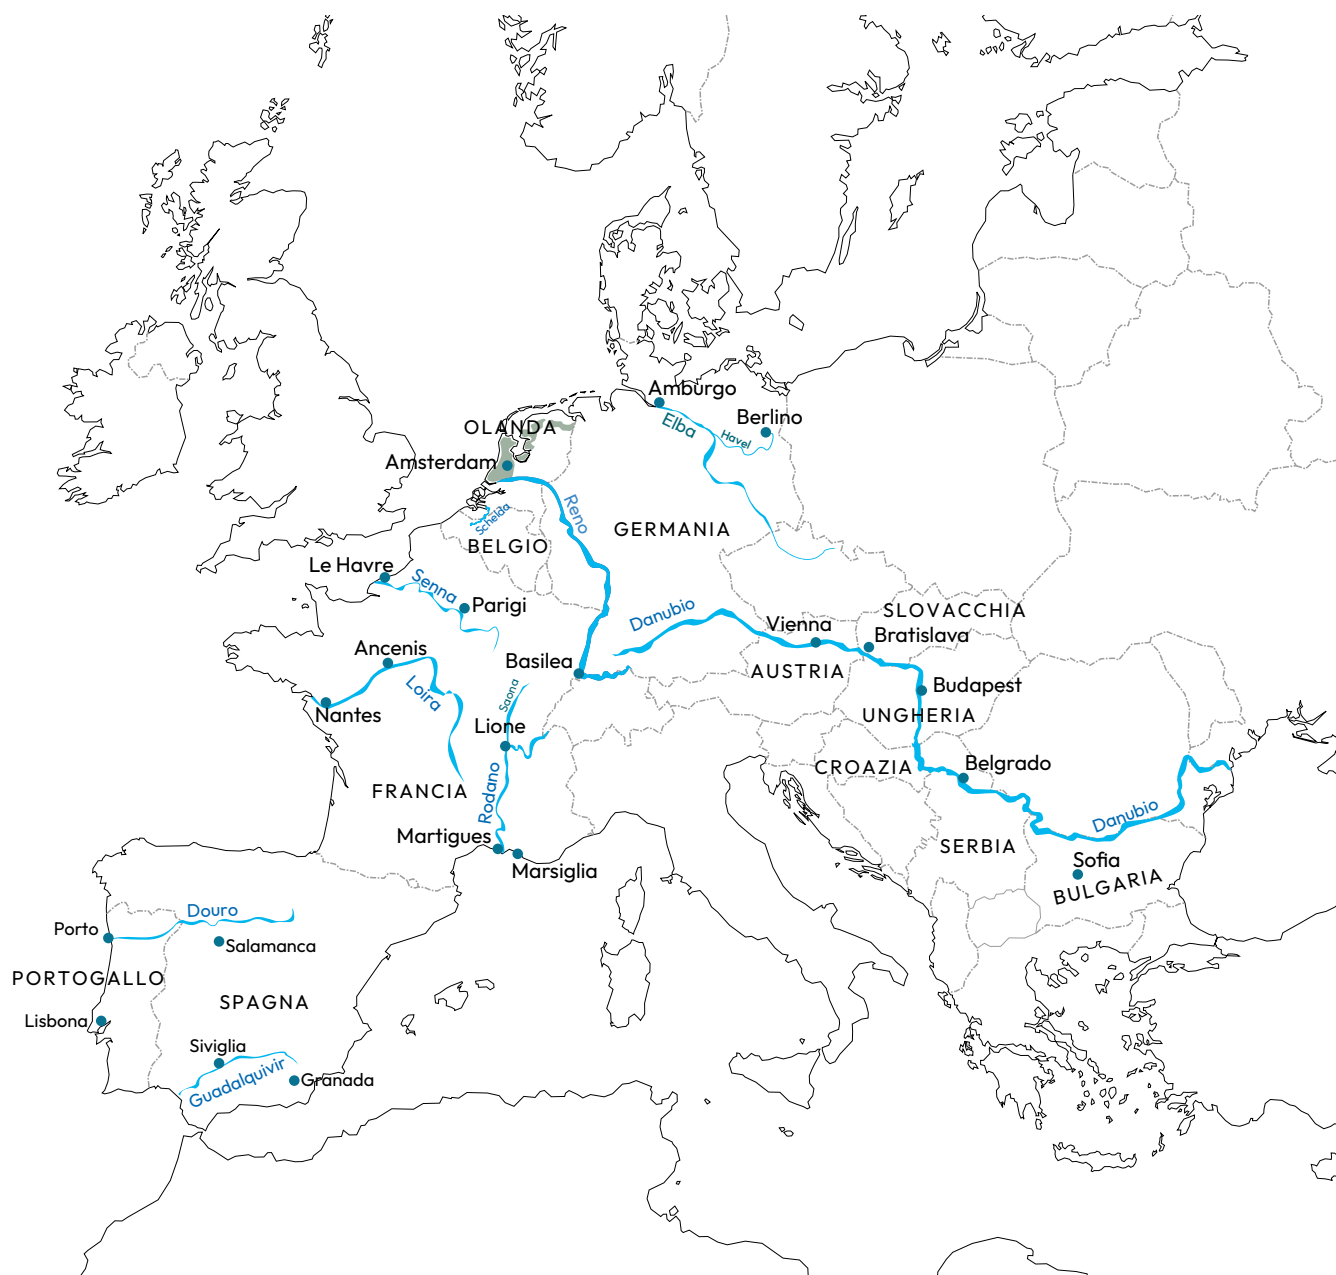 Amburgo
Berlino
Elba
Havel
OLANDA
Amsterdam
Reno
Schelda
GERMANIA
BELGIO
Le Havre
Senna
Parigi
SLOVACCHIA
Danubio
Vienna
Bratislava
Ancenis
Basilea
AUSTRIA
Budapest
Loira
Saona
Nantes
UNGHERIA
Lione
Belgrado
CROAZIA
FRANCIA
Rodano
Danubio
Martigues
SERBIA
Marsiglia
Sofia
BULGARIA
Douro
Porto
Salamanca
PORTOGALLO
SPAGNA
Lisbona
Siviglia
Guadalquivir
Granada